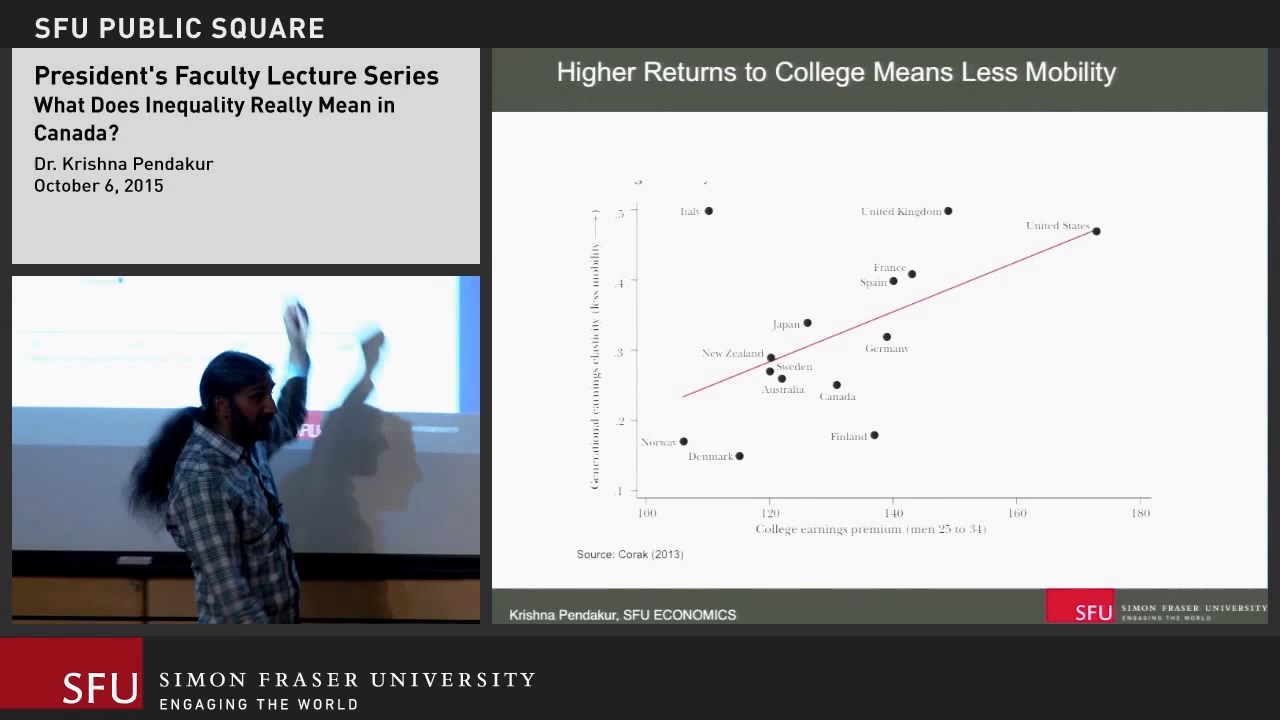 SFU PUBLIC SQUARE
President's Faculty Lecture Series
What Does Inequality Really Mean in
Canada?
Dr. Krishna Pendakur
October 6, 2015
Higher Returns to College Means Less Mobility
Generational earnings elasticity (less mobility ⟶)
.5
.4
.3
.2
.1
Italy
United Kingdom
United States
France
Spain
Japan
Germany
New Zealand
Sweden
Australia
Canada
Norway
Finland
Denmark
100 120 140 160 180
College earnings premium (men 25 to 34)
Source: Corak (2013)
Krishna Pendakur, SFU ECONOMICS
SFU SIMON FRASER UNIVERSITY
ENGAGING THE WORLD
SFU
SFU SIMON FRASER UNIVERSITY
ENGAGING THE WORLD